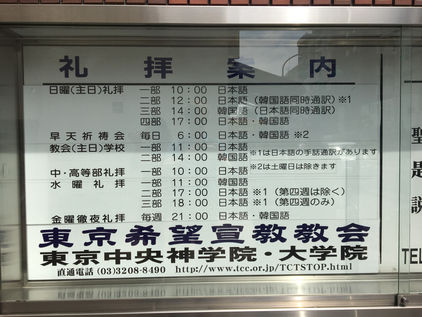 礼拝案内
日曜(主日)礼拝 一部 10:00 日本語
二部 12:00 日本語(韓国語同時通訳)※1
三部 14:00 韓国語(日本語同時通訳)
四部 17:00 日本語・韓国語
早天祈祷会 毎日 6:00 日本語・韓国語 ※2
教会(主日)学校 一部 11:00 日本語
二部 14:00 韓国語
※1は日本語の手話通訳があります
※2は土曜日は除きます
中・高等部礼拝 一部 10:00 日本語
水曜礼拝 一部 11:00 韓国語
二部 17:00 日本語 ※1(第四週は除く)
三部 18:00 日本語 ※1(第四週のみ)
金曜徹夜礼拝 毎週 21:00 日本語・韓国語
東京希望宣教教会
東京中央神学院・大学院
直通電話 (03)3208-8490 http://www.tcc.or.jp/TCTSTOP.html
聖
説
TEL